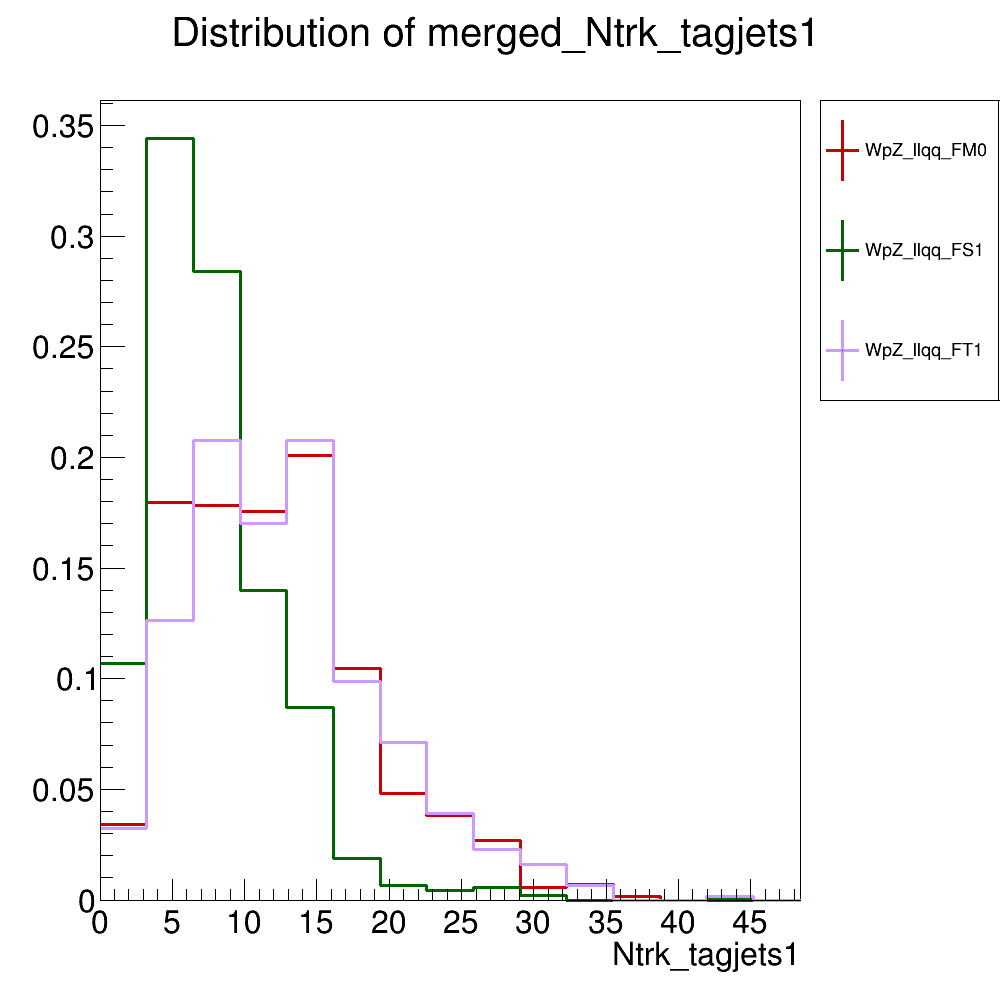 Distribution of merged_Ntrk_tagjets1
WpZ_llqq_FM0
WpZ_llqq_FS1
WpZ_llqq_FT1
0.35
0.3
0.25
0.2
0.15
0.1
0.05
0
0 5 10 15 20 25 30 35 40 45
Ntrk_tagjets1